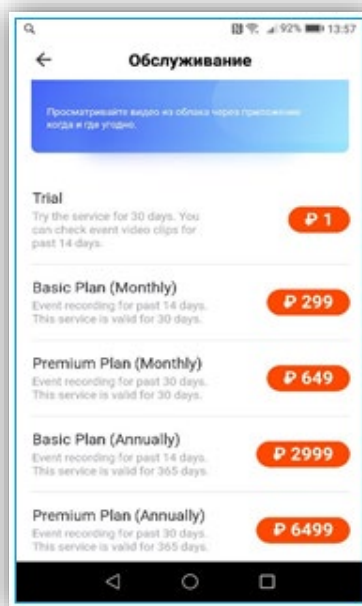 92% 13:57
Обслуживание
Просматривайте видео из облака через приложение
когда и где угодно.
Trial
Try the service for 30 days. You
can check event video clips for
past 14 days.
₽ 1
Basic Plan (Monthly)
Event recording for past 14 days.
This service is valid for 30 days.
₽ 299
Premium Plan (Monthly)
Event recording for past 30 days.
This service is valid for 30 days.
₽ 649
Basic Plan (Annually)
Event recording for past 14 days.
This service is valid for 365 days.
₽ 2999
Premium Plan (Annually)
Event recording for past 30 days.
This service is valid for 365 days.
₽ 6499